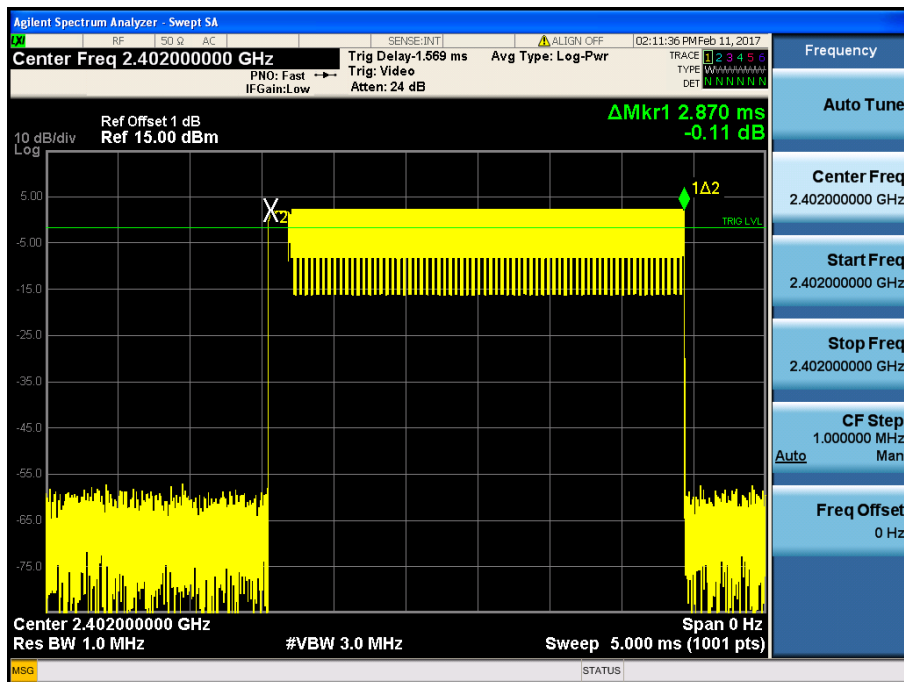 Agilent Spectrum Analyzer - Swept SA
LXI RF 50 Ω AC SENSE:INT ALIGN OFF 02:11:36 PM Feb 11, 2017
Center Freq 2.402000000 GHz
Trig Delay-1.569 ms Avg Type: Log-Pwr TRACE 1 2 3 4 5 6
PNO: Fast Trig: Video TYPE WWWWWW
IFGain:Low Atten: 24 dB DET N N N N N N
ΔMkr1 2.870 ms
-0.11 dB
Ref Offset 1 dB
10 dB/div Ref 15.00 dBm
Log
1Δ2
X2
TRIG LVL
5.00
-5.00
-15.0
-25.0
-35.0
-45.0
-55.0
-65.0
-75.0
Center 2.402000000 GHz Span 0 Hz
Res BW 1.0 MHz #VBW 3.0 MHz Sweep 5.000 ms (1001 pts)
MSG STATUS
Frequency
Auto Tune
Center Freq
2.402000000 GHz
Start Freq
2.402000000 GHz
Stop Freq
2.402000000 GHz
CF Step
1.000000 MHz
Auto Man
Freq Offset
0 Hz